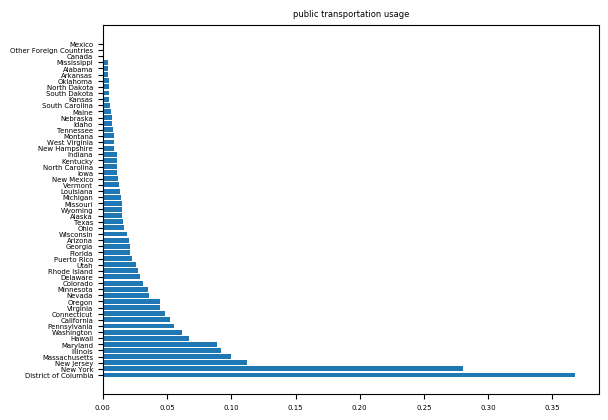 public transportation usage
Mexico
Other Foreign Countries
Canada
Mississippi
Alabama
Arkansas
Oklahoma
North Dakota
South Dakota
Kansas
South Carolina
Maine
Nebraska
Idaho
Tennessee
Montana
West Virginia
New Hampshire
Indiana
Kentucky
North Carolina
Iowa
New Mexico
Vermont
Louisiana
Michigan
Missouri
Wyoming
Alaska
Texas
Ohio
Wisconsin
Arizona
Georgia
Florida
Puerto Rico
Utah
Rhode Island
Delaware
Colorado
Minnesota
Nevada
Oregon
Virginia
Connecticut
California
Pennsylvania
Washington
Hawaii
Maryland
Illinois
Massachusetts
New Jersey
New York
District of Columbia
0.00 0.05 0.10 0.15 0.20 0.25 0.30 0.35